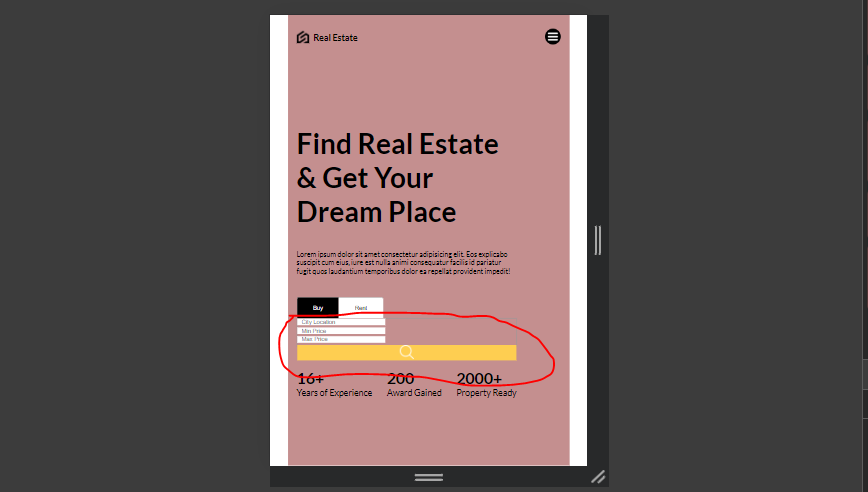 Real Estate
Find Real Estate
& Get Your
Dream Place
Lorem ipsum dolor sit amet consectetur adipisicing elit. Eos explicabo
suscipit cum eius, iure est nulla animi consequatur facilis id pariatur
fugit quos laudantium temporibus dolor ea repellat provident impedit!
Buy Rent
City Location
Min Price
Max Price
16+ 200 2000+
Years of Experience Award Gained Property Ready